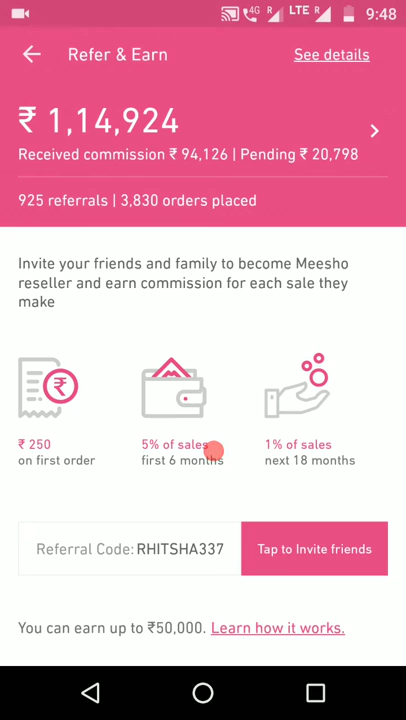 4G R LTE R 9:48
Refer & Earn See details
₹ 1,14,924
Received commission ₹ 94,126 | Pending ₹ 20,798
925 referrals | 3,830 orders placed
Invite your friends and family to become Meesho
reseller and earn commission for each sale they
make
₹ 250 5% of sales 1% of sales
on first order first 6 months next 18 months
Referral Code: RHITSHA337 Tap to Invite friends
You can earn up to ₹50,000. Learn how it works.